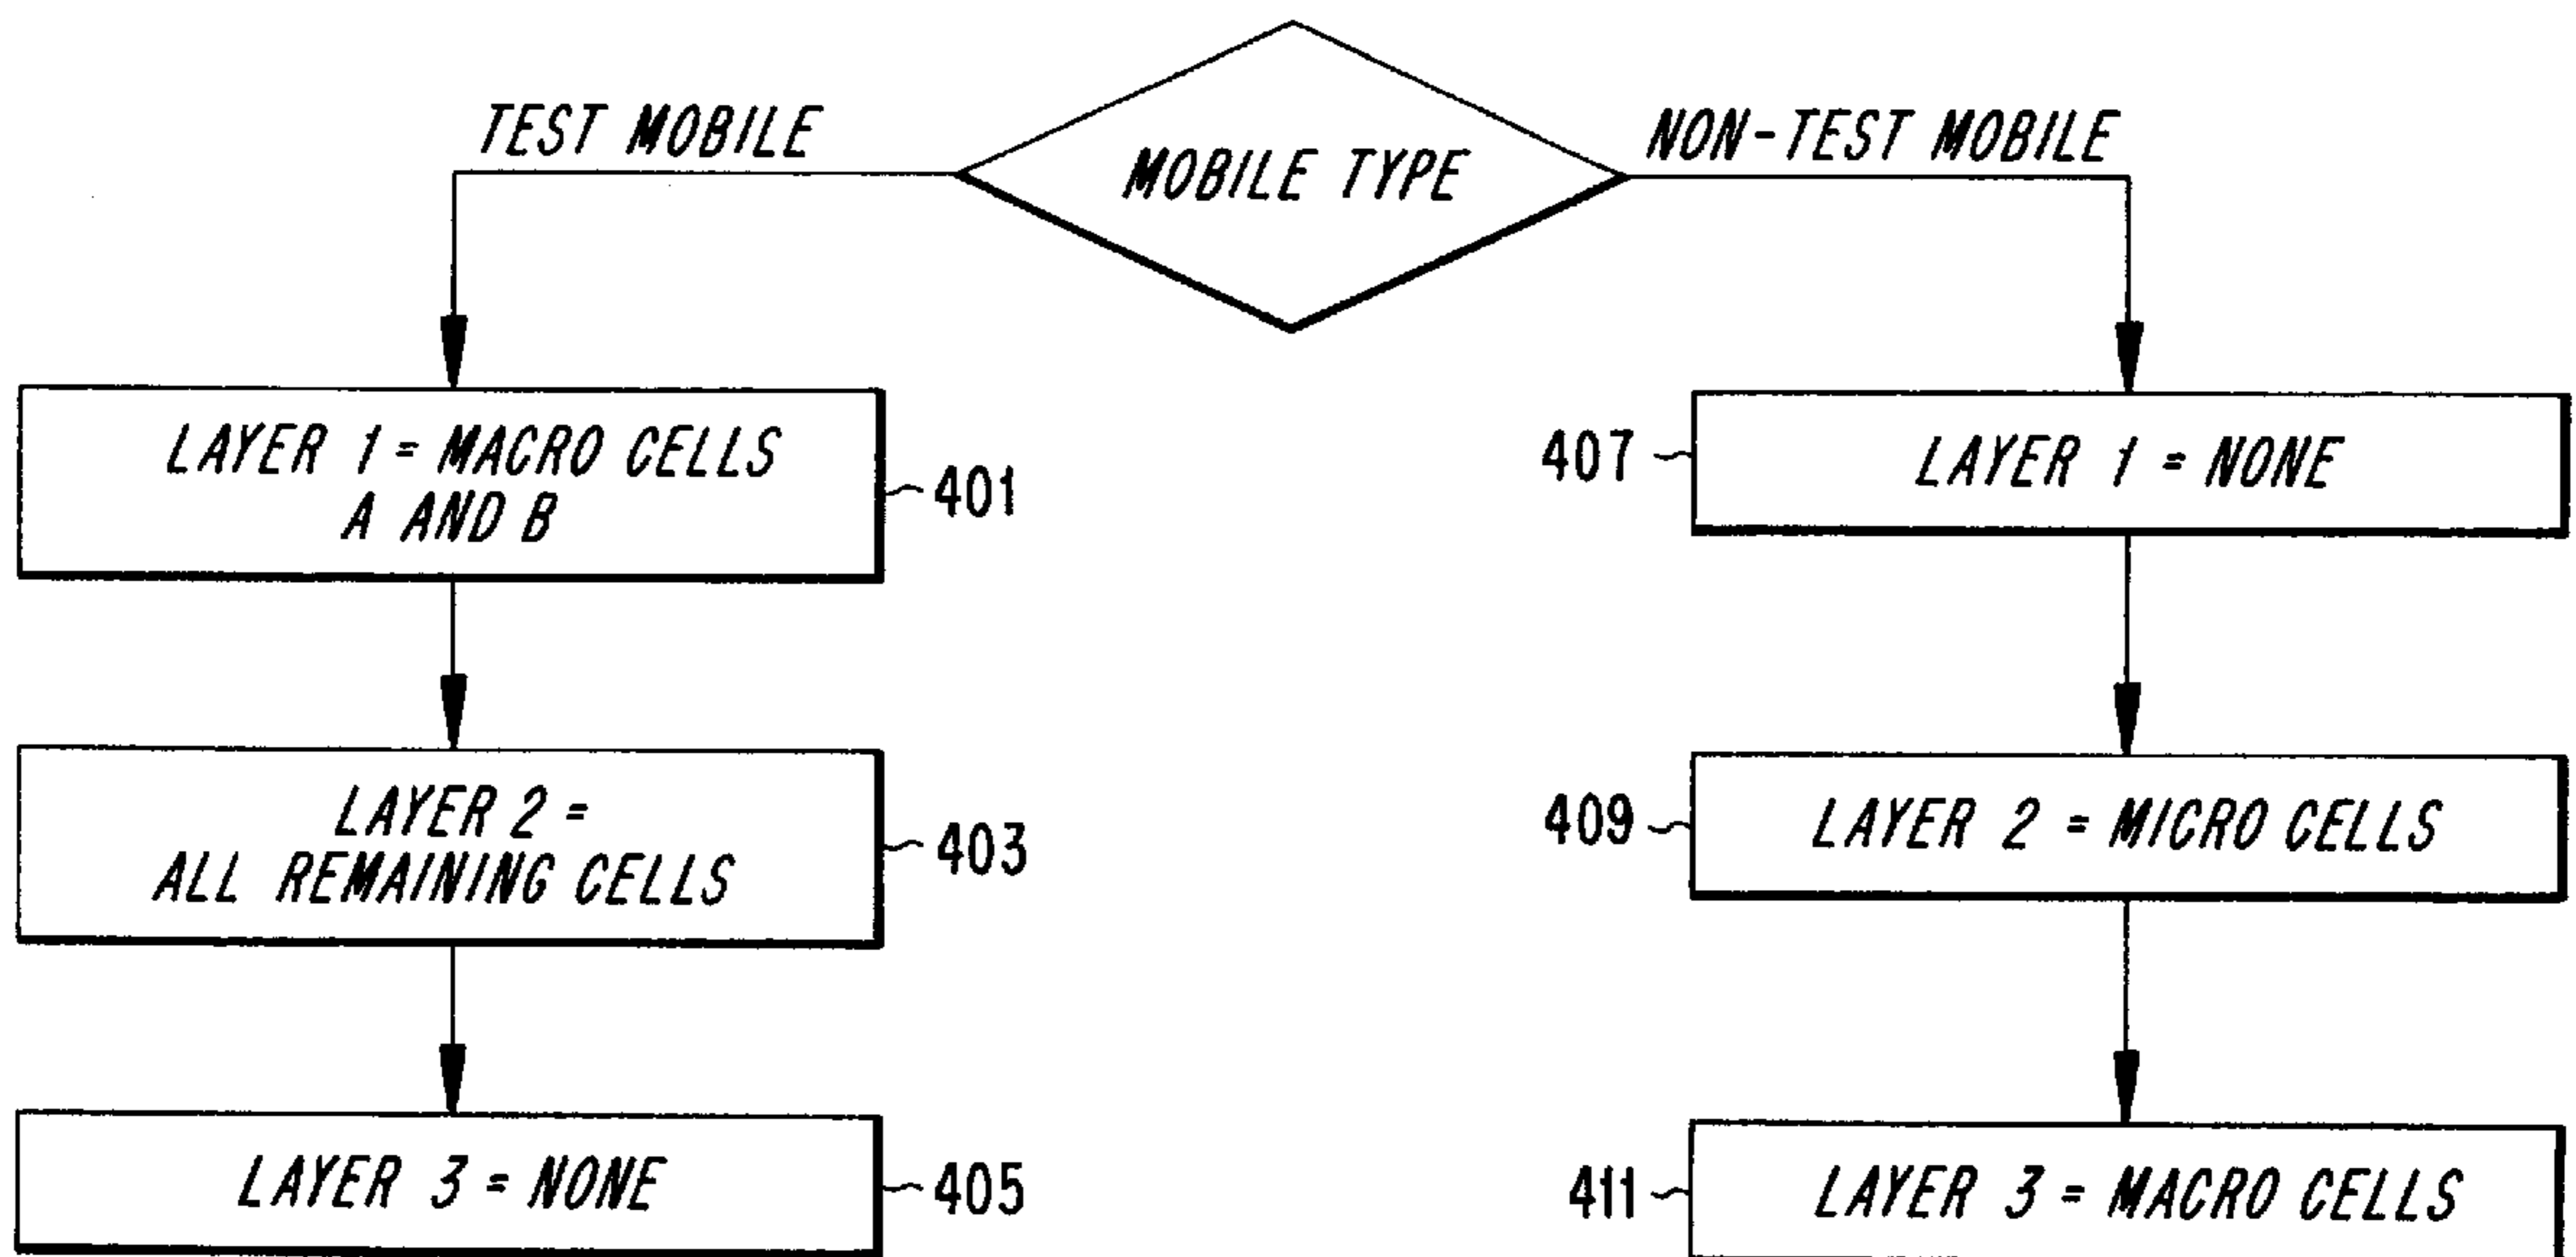 MOBILE TYPE
TEST MOBILE
NON-TEST MOBILE
LAYER 1 = MACRO CELLS
A AND B
401
LAYER 2 =
ALL REMAINING CELLS
403
LAYER 3 = NONE
405
407
LAYER 1 = NONE
409
LAYER 2 = MICRO CELLS
411
LAYER 3 = MACRO CELLS